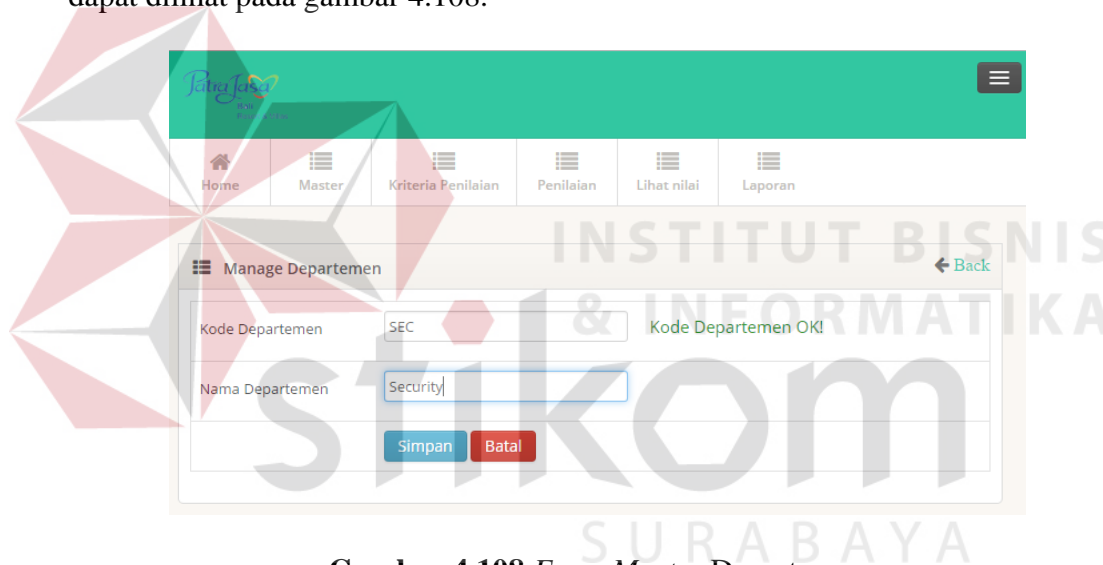 dapat dilihat pada gambar 4.108.
Patra Jasa
Home
Master
Kriteria Penilaian
Penilaian
Lihat nilai
Laporan
INSTITUT BISNIS
Manage Departemen
Back
& INFORMATIKA
Kode Departemen
SEC
Kode Departemen OK!
stikom
Nama Departemen
Security
Simpan
Batal
SURABAYA
Gambar 4.108 Form Master